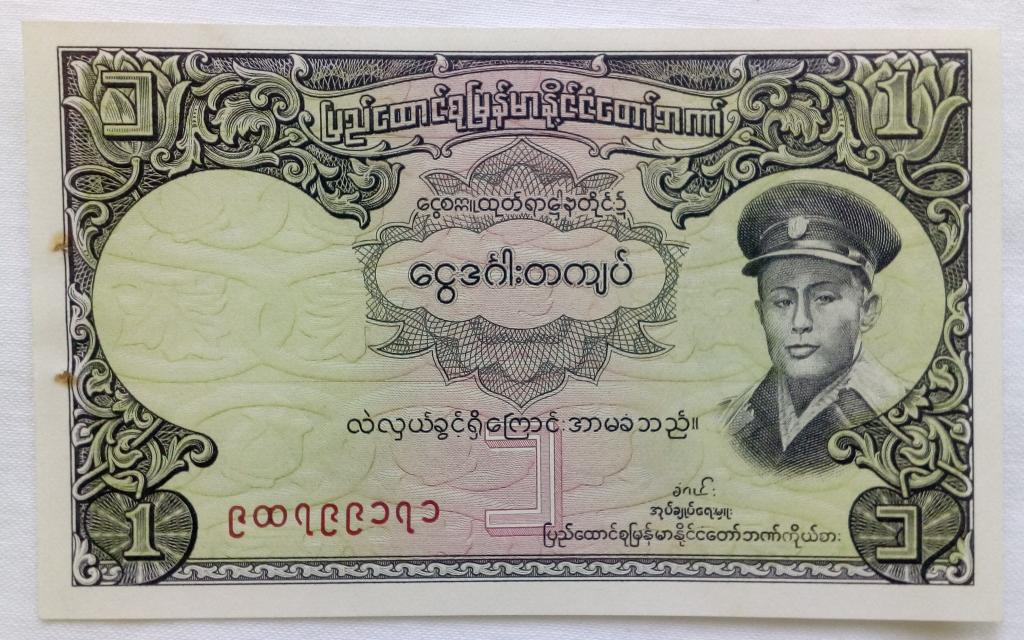 ၁
ပြည်ထောင်စုမြန်မာနိုင်ငံတော်ဘဏ်
1
ငွေစက္ကူထုတ်ရာဌာနတိုင်း၌
ငွေဒင်္ဂါးတကျပ်
လဲလှယ်ခွင့်ရှိကြောင်းအာမခံသည်။
၁
အုပ်ချုပ်ရေးမှူး
ပြည်ထောင်စုမြန်မာနိုင်ငံတော်ဘဏ်ကိုယ်စား
1
၉ထ၇၉၉၁၇၁
၁